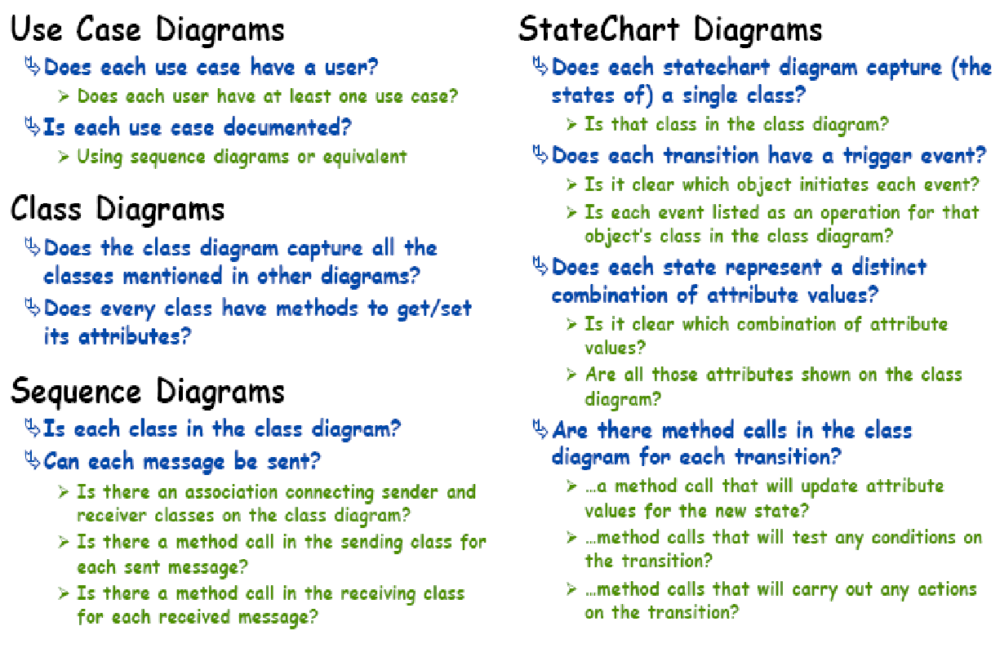 Use Case Diagrams
Does each use case have a user?
Does each user have at least one use case?
Is each use case documented?
Using sequence diagrams or equivalent
Class Diagrams
Does the class diagram capture all the
classes mentioned in other diagrams?
Does every class have methods to get/set
its attributes?
Sequence Diagrams
Is each class in the class diagram?
Can each message be sent?
Is there an association connecting sender and
receiver classes on the class diagram?
Is there a method call in the sending class for
each sent message?
Is there a method call in the receiving class
for each received message?
StateChart Diagrams
Does each statechart diagram capture (the
states of) a single class?
Is that class in the class diagram?
Does each transition have a trigger event?
Is it clear which object initiates each event?
Is each event listed as an operation for that
object's class in the class diagram?
Does each state represent a distinct
combination of attribute values?
Is it clear which combination of attribute
values?
Are all those attributes shown on the class
diagram?
Are there method calls in the class
diagram for each transition?
…a method call that will update attribute
values for the new state?
…method calls that will test any conditions on
the transition?
…method calls that will carry out any actions
on the transition?